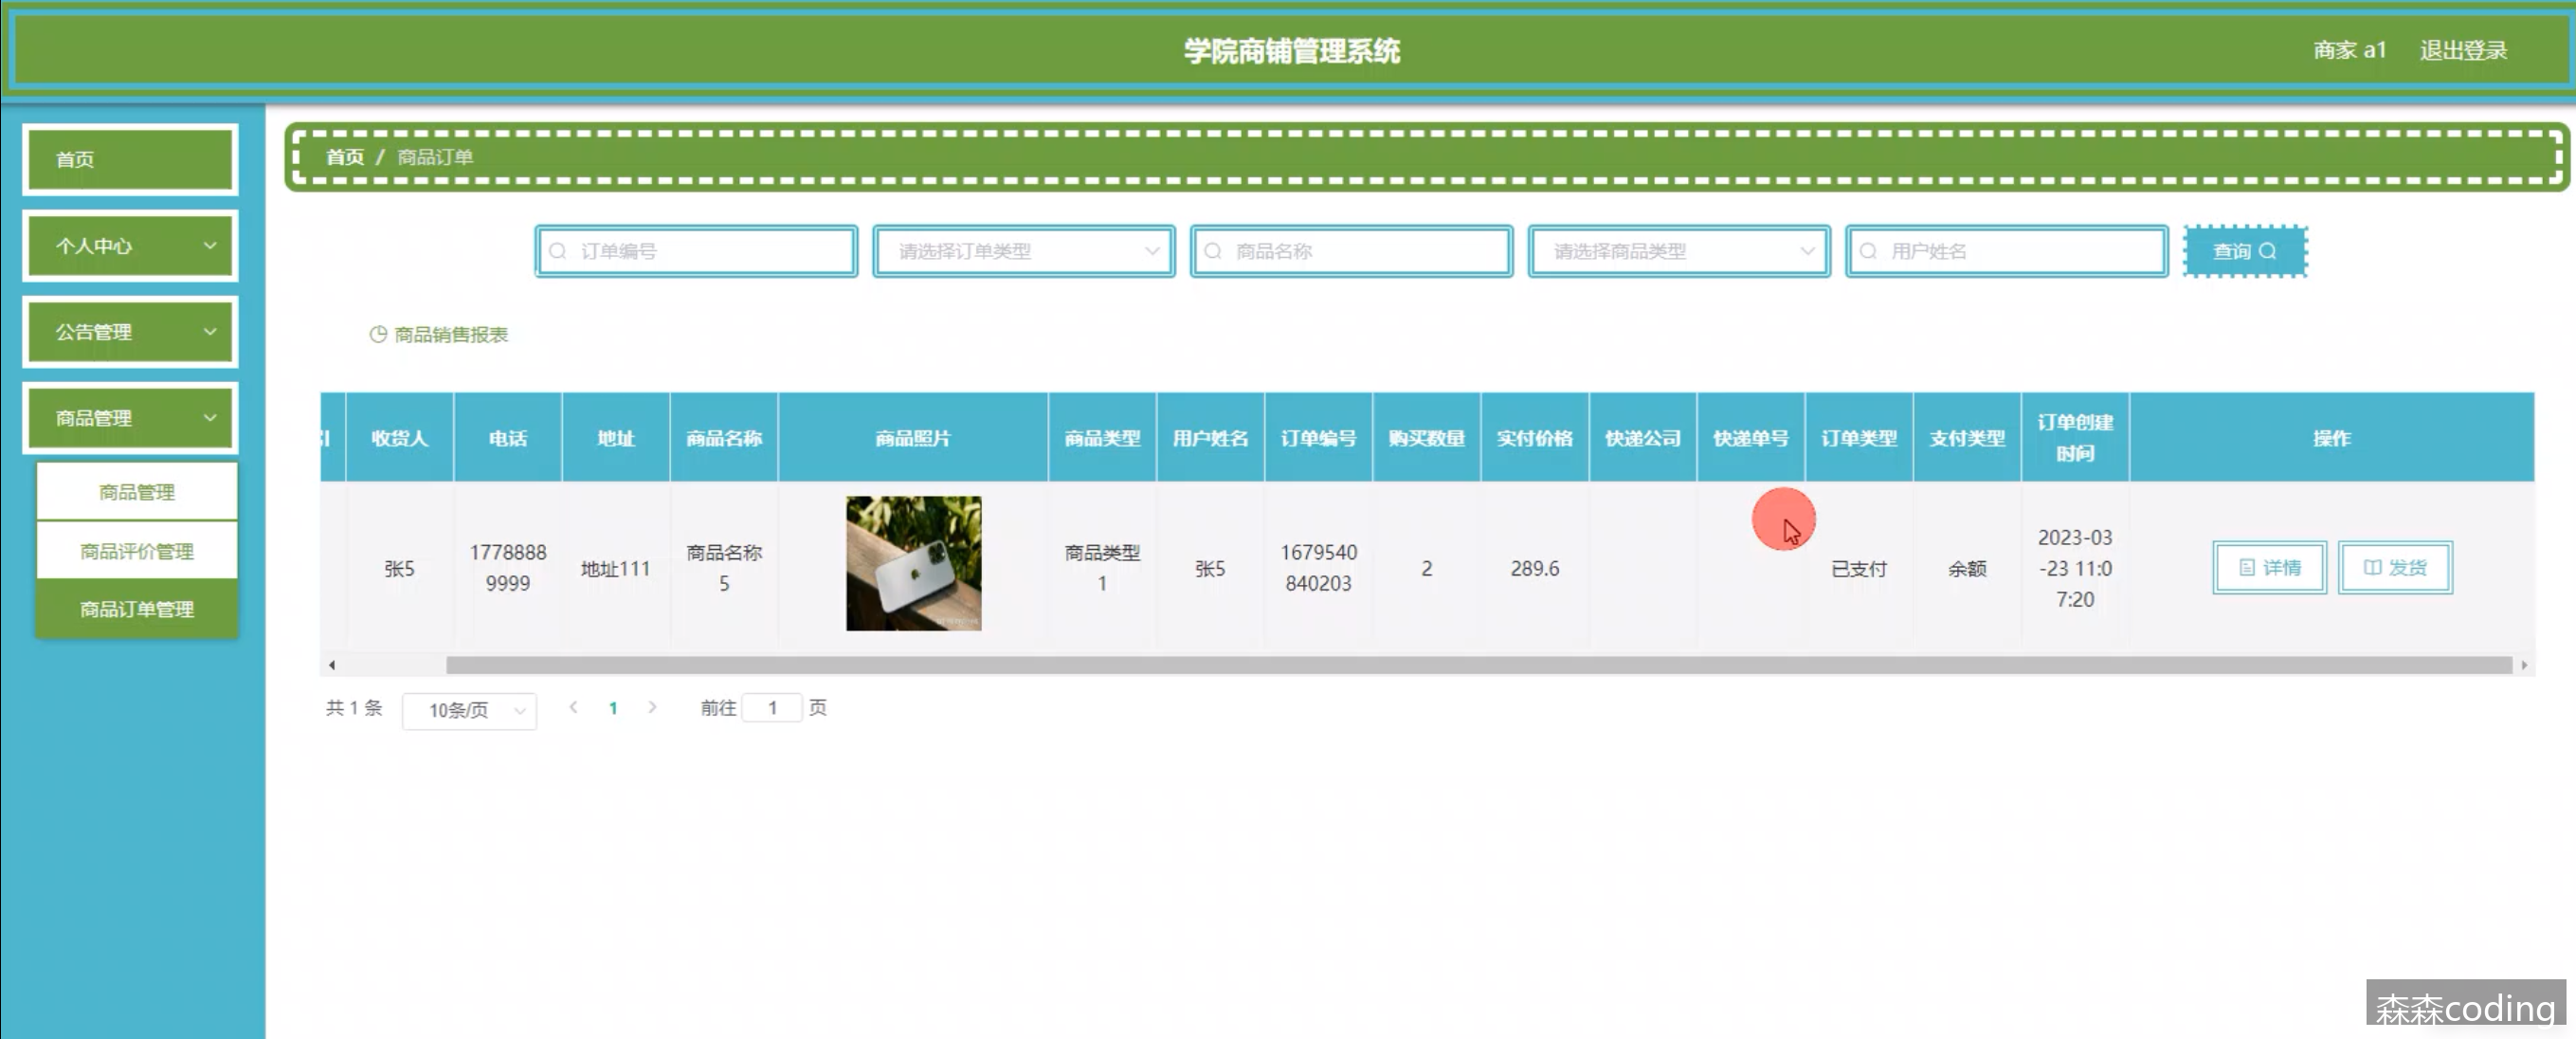 学院商铺管理系统
商家 a1 退出登录
首页
个人中心
公告管理
商品管理
商品管理
商品评价管理
商品订单管理
首页 / 商品订单
订单编号 请选择订单类型 商品名称 请选择商品类型 用户姓名 查询
商品销售报表
收货人 电话 地址 商品名称 商品照片 商品类型 用户姓名 订单编号 购买数量 实付价格 快递公司 快递单号 订单类型 支付类型 订单创建 操作
时间
张5 1778888 地址111 商品名称 商品类型 张5 1679540 2 289.6 已支付 余额 2023-03 详情 发货
9999 5 1 840203 -23 11:0
7:20
共 1 条 10条/页 1 前往 1 页
森森coding